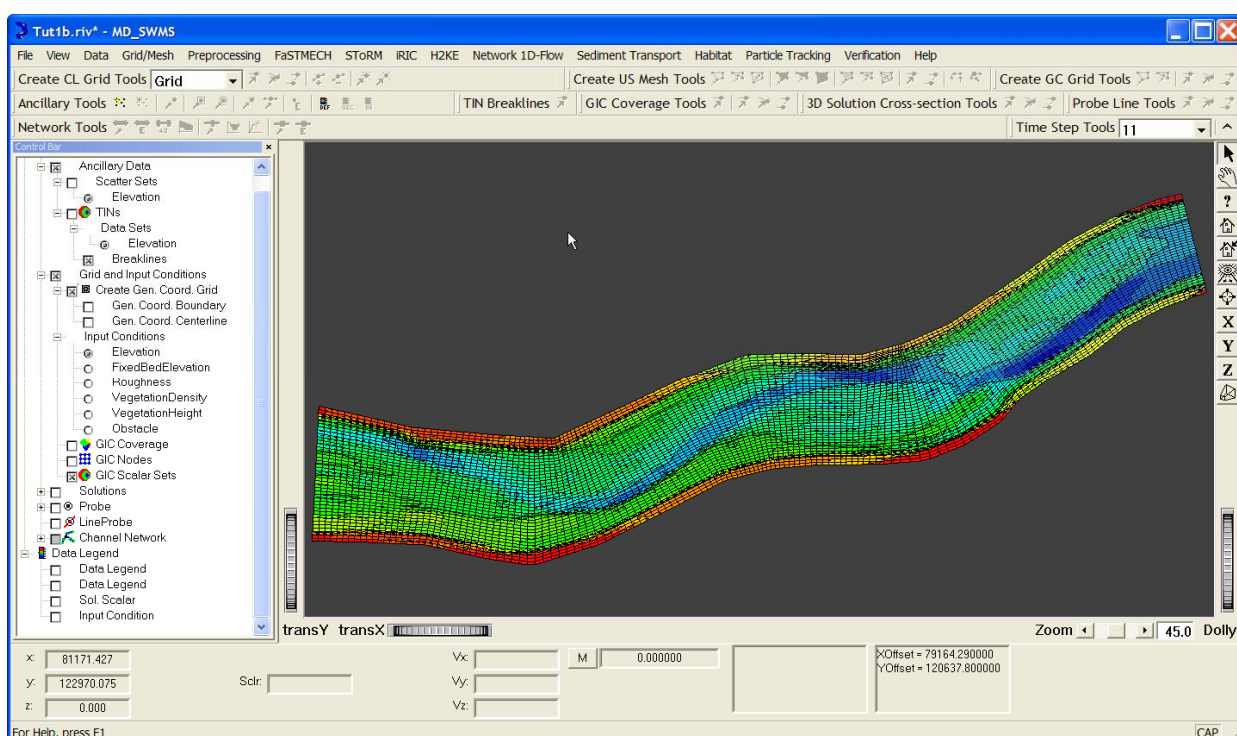 Tut1b.riv* - MD_SWMS
File View Data Grid/Mesh Preprocessing FaSTMECH SToRM iRIC H2KE Network 1D-Flow Sediment Transport Habitat Particle Tracking Verification Help
Create CL Grid Tools Grid Create US Mesh Tools Create GC Grid Tools
Ancillary Tools TIN Breaklines GIC Coverage Tools 3D Solution Cross-section Tools Probe Line Tools
Network Tools Time Step Tools 11
Control Bar
Ancillary Data
Scatter Sets
Elevation
TINs
Data Sets
Elevation
Breaklines
Grid and Input Conditions
Create Gen. Coord. Grid
Gen. Coord. Boundary
Gen. Coord. Centerline
Input Conditions
Elevation
FixedBedElevation
Roughness
VegetationDensity
VegetationHeight
Obstacle
GIC Coverage
GIC Nodes
GIC Scalar Sets
Solutions
Probe
LineProbe
Channel Network
Data Legend
Data Legend
Data Legend
Sol. Scalar
Input Condition
?
X
Y
Z
transY transX Zoom 45.0 Dolly
x: 81171.427 Vx: M 0.000000 XOffset = 79164.290000
y: 122970.075 Sclr: Vy: YOffset = 120637.800000
z: 0.000 Vz:
For Help, press F1 CAP